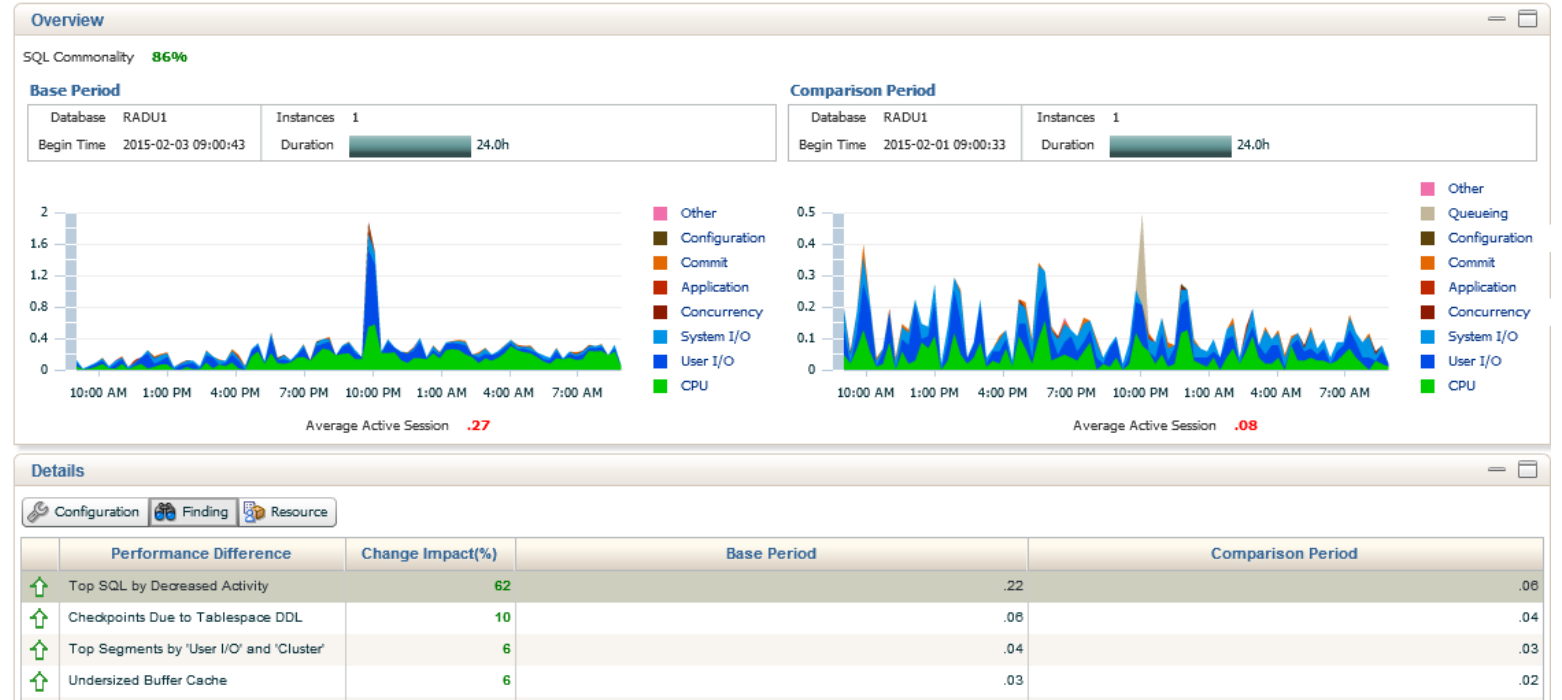 Overview
SQL Commonality 86%
Base Period
Database RADU1 Instances 1
Begin Time 2015-02-03 09:00:43 Duration 24.0h
2
1.6
1.2
0.8
0.4
0
10:00 AM 1:00 PM 4:00 PM 7:00 PM 10:00 PM 1:00 AM 4:00 AM 7:00 AM
Other
Configuration
Commit
Application
Concurrency
System I/O
User I/O
CPU
Average Active Session .27
Comparison Period
Database RADU1 Instances 1
Begin Time 2015-02-01 09:00:33 Duration 24.0h
0.5
0.4
0.3
0.2
0.1
0
10:00 AM 1:00 PM 4:00 PM 7:00 PM 10:00 PM 1:00 AM 4:00 AM 7:00 AM
Other
Queueing
Configuration
Commit
Application
Concurrency
System I/O
User I/O
CPU
Average Active Session .08
Details
Configuration Finding Resource
Performance Difference Change Impact(%) Base Period Comparison Period
Top SQL by Decreased Activity 62 .22 .06
Checkpoints Due to Tablespace DDL 10 .06 .04
Top Segments by 'User I/O' and 'Cluster' 6 .04 .03
Undersized Buffer Cache 6 .03 .02